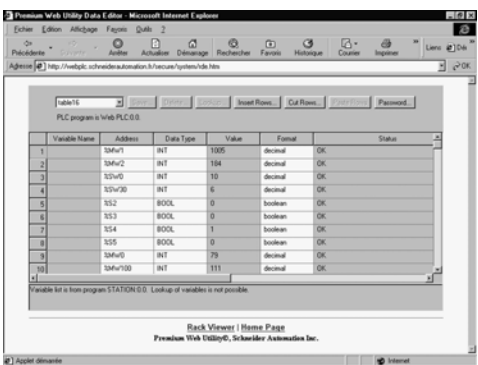 Premium Web Utility Data Editor - Microsoft Internet Explorer
Fichier Edition Affichage Favoris Outils ?
Précédente Suivante Arrêter Actualiser Démarrage Rechercher Favoris Historique Courrier Imprimer Liens
Adresse http://webplc.schneiderautomation.fr/secure/system/rde.htm OK
table16 Save... Delete... Lookup... Insert Rows... Cut Rows... Paste Rows Password...
PLC program is Web PLC:0.0.
Variable Name Address Data Type Value Format Status
1 %MW1 INT 1005 decimal OK
2 %MW2 INT 184 decimal OK
3 %SW0 INT 10 decimal OK
4 %SW30 INT 6 decimal OK
5 %S2 BOOL 0 boolean OK
6 %S3 BOOL 0 boolean OK
7 %S4 BOOL 1 boolean OK
8 %S5 BOOL 0 boolean OK
9 %MW0 INT 79 decimal OK
10 %MW100 INT 111 decimal OK
Variable list is from program STATION:0.0. Lookup of variables is not possible.
Rack Viewer | Home Page
Premium Web Utility©, Schneider Automation Inc.
Applet démarrée Internet